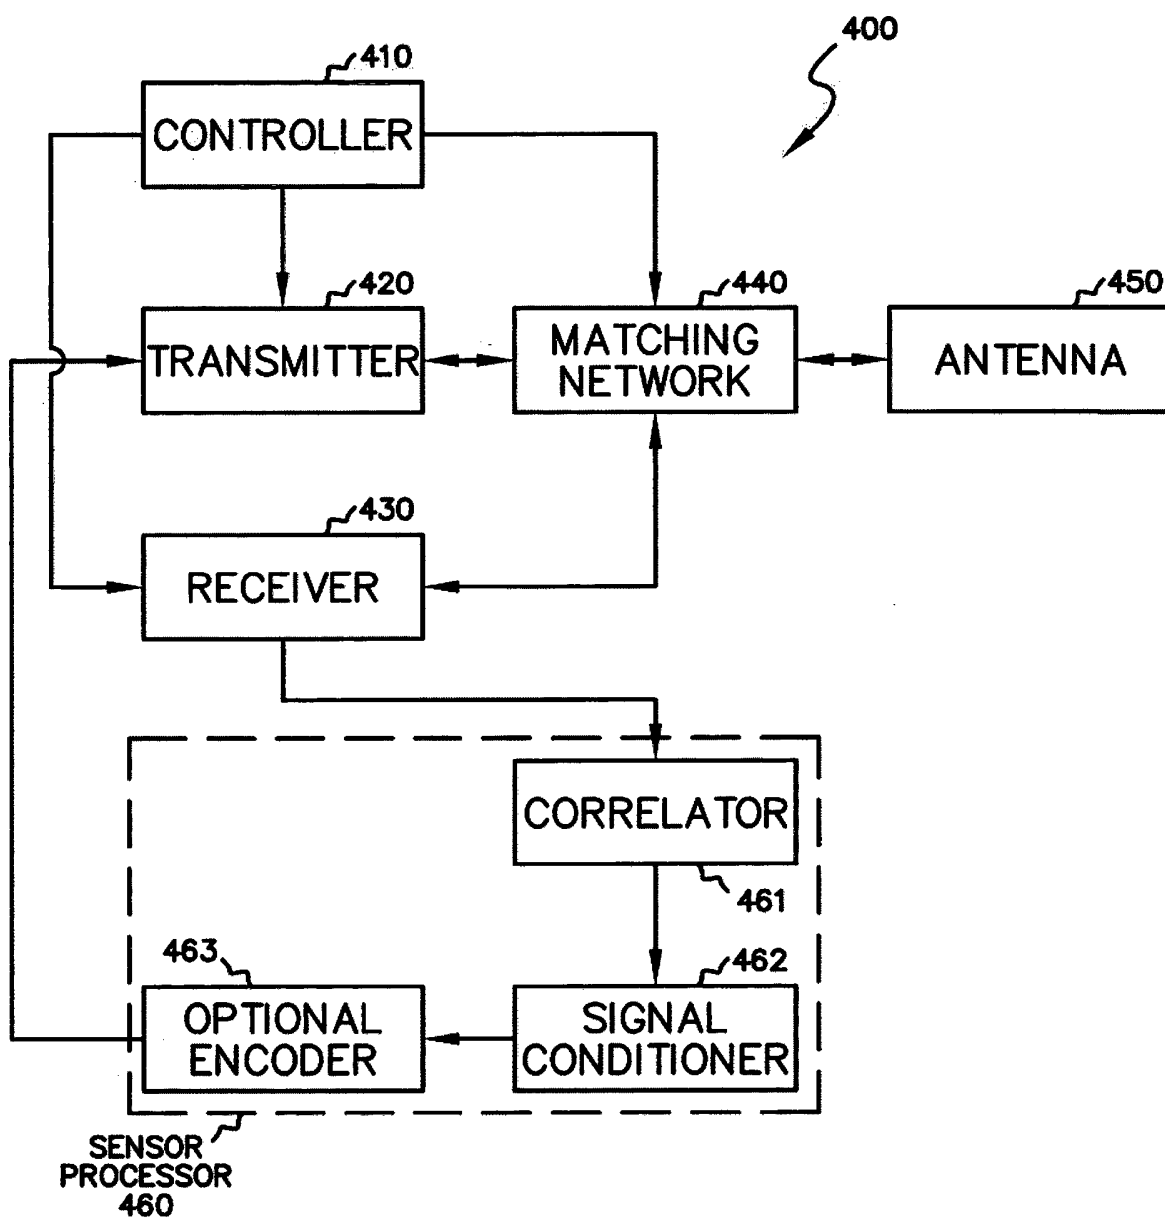 400
410
CONTROLLER
420
TRANSMITTER
440
MATCHING
NETWORK
450
ANTENNA
430
RECEIVER
CORRELATOR
461
463
OPTIONAL
ENCODER
462
SIGNAL
CONDITIONER
SENSOR
PROCESSOR
460